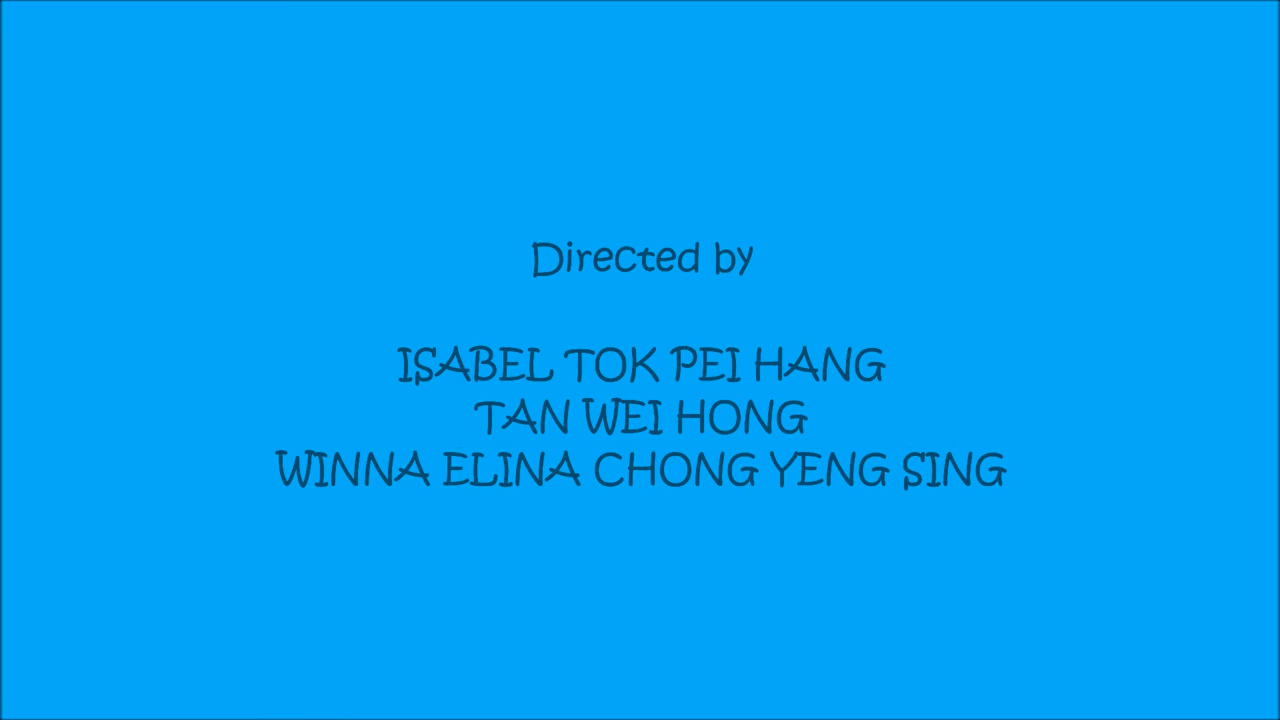 Directed by
ISABEL TOK PEI HANG
TAN WEI HONG
WINNA ELINA CHONG YENG SING